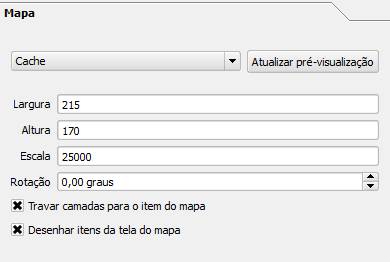 Mapa
Cache Atualizar pré-visualização
Largura 215
Altura 170
Escala 25000
Rotação 0,00 graus
Travar camadas para o item do mapa
Desenhar itens da tela do mapa